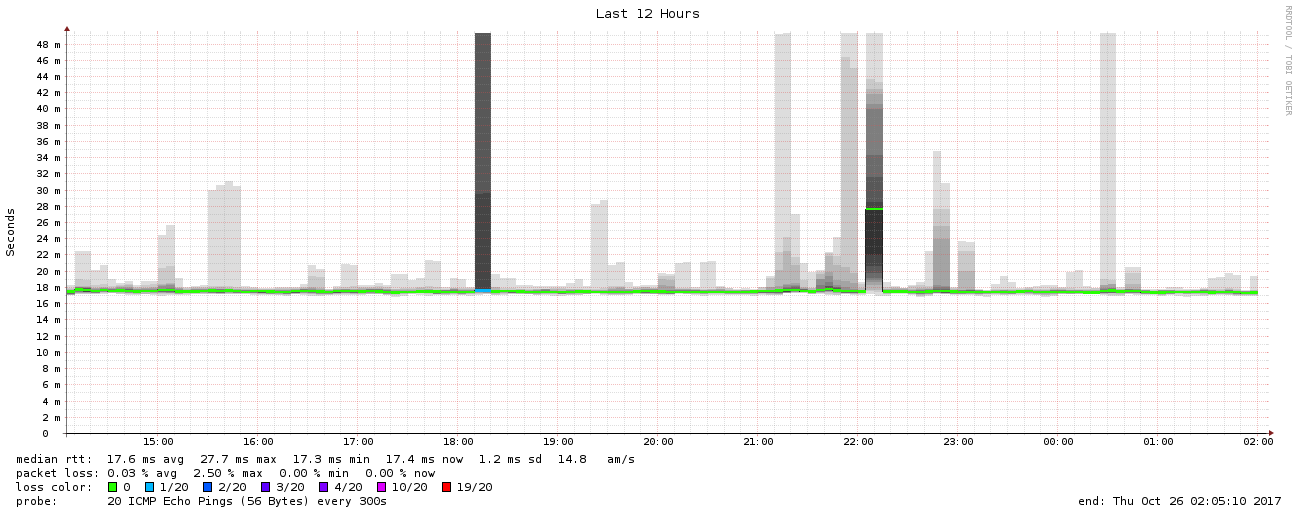 Last 12 Hours
RRDTOOL / TOBI OETIKER
Seconds
48 m
46 m
44 m
42 m
40 m
38 m
36 m
34 m
32 m
30 m
28 m
26 m
24 m
22 m
20 m
18 m
16 m
14 m
12 m
10 m
8 m
6 m
4 m
2 m
0
15:00 16:00 17:00 18:00 19:00 20:00 21:00 22:00 23:00 00:00 01:00 02:00
median rtt: 17.6 ms avg 27.7 ms max 17.3 ms min 17.4 ms now 1.2 ms sd 14.8 am/s
packet loss: 0.03 % avg 2.50 % max 0.00 % min 0.00 % now
loss color: 0 1/20 2/20 3/20 4/20 10/20 19/20
probe: 20 ICMP Echo Pings (56 Bytes) every 300s end: Thu Oct 26 02:05:10 2017